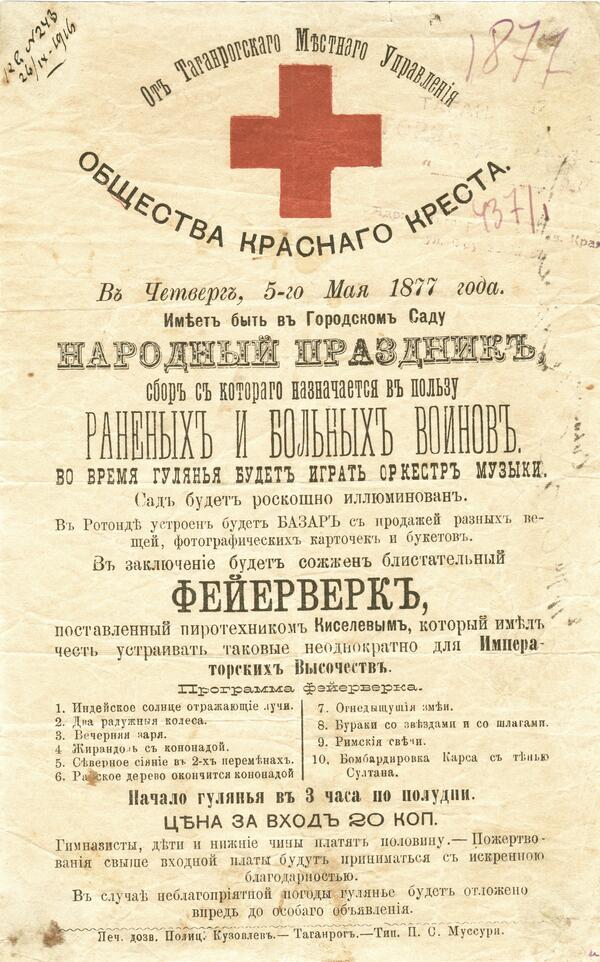 КВ. N 243
26/IX-1916
1877
Отъ Таганрогскаго Мѣстнаго Управленія
437/1
ОБЩЕСТВА КРАСНАГО КРЕСТА.
Въ Четвергъ, 5-го Мая 1877 года.
Имѣетъ быть въ Городскомъ Саду
НАРОДНЫЙ ПРАЗДНИКЪ,
сборъ съ котораго назначается въ пользу
РАНЕНЫХЪ И БОЛЬНЫХЪ ВОИНОВЪ.
ВО ВРЕМЯ ГУЛЯНЬЯ БУДЕТЪ ИГРАТЬ ОРКЕСТРЪ МУЗЫКИ.
Садъ будетъ роскошно иллюминованъ.
Въ Ротондѣ устроенъ будетъ БАЗАРЪ съ продажей разныхъ ве-
щей, фотографическихъ карточекъ и букетовъ.
Въ заключеніе будетъ сожженъ блистательный
ФЕЙЕРВЕРКЪ,
поставленный пиротехникомъ Киселевымъ, который имѣлъ
честь устраивать таковые неоднократно для Импера-
торскихъ Высочествъ.
Программа фейерверка.
1. Индейское солнце отражающіе лучи.
2. Два радужныя колеса.
3. Вечерняя заря.
4 Жирандоль съ кононадой.
5. Сѣверное сіяніе въ 2-хъ перемѣнахъ.
6. Райское дерево окончится кононадой
7. Огнедышущія змѣи.
8. Бураки со звѣздами и со шлагами.
9. Римскія свѣчи.
10. Бомбардировка Карса съ тѣнью
Султана.
Начало гулянья въ 3 часа по полудни.
ЦѢНА ЗА ВХОДЪ 20 КОП.
Гимназисты, дѣти и нижніе чины платятъ половину.— Пожертво-
ванія свыше входной платы будутъ приниматься съ искренною
благодарностью.
Въ случаѣ неблагопріятной погоды гулянье будетъ отложено
впредь до особаго объявленія.
Печ. дозв. Полиц. Кузовлевъ.— Таганрогъ.—Тип. П. С. Муссури.